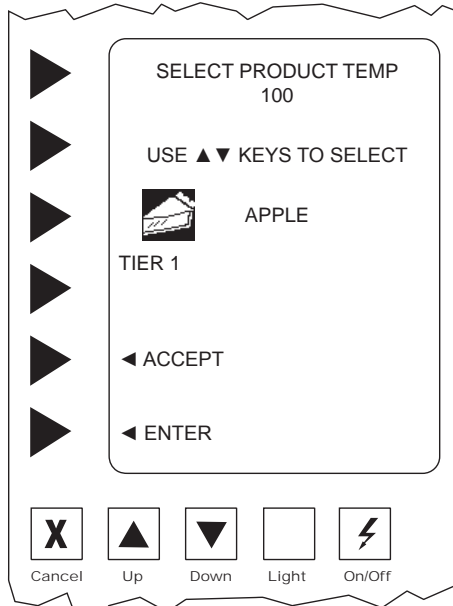 SELECT PRODUCT TEMP
100
USE ▲▼ KEYS TO SELECT
APPLE
TIER 1
◄ ACCEPT
◄ ENTER
X
Cancel Up Down Light On/Off